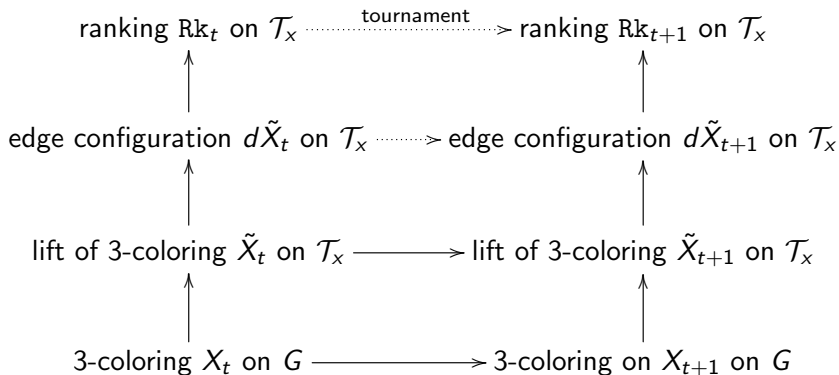 tournament
ranking Rk_t on 𝒯_x ranking Rk_{t+1} on 𝒯_x
edge configuration dX̃_t on 𝒯_x edge configuration dX̃_{t+1} on 𝒯_x
lift of 3-coloring X̃_t on 𝒯_x lift of 3-coloring X̃_{t+1} on 𝒯_x
3-coloring X_t on G 3-coloring on X_{t+1} on G